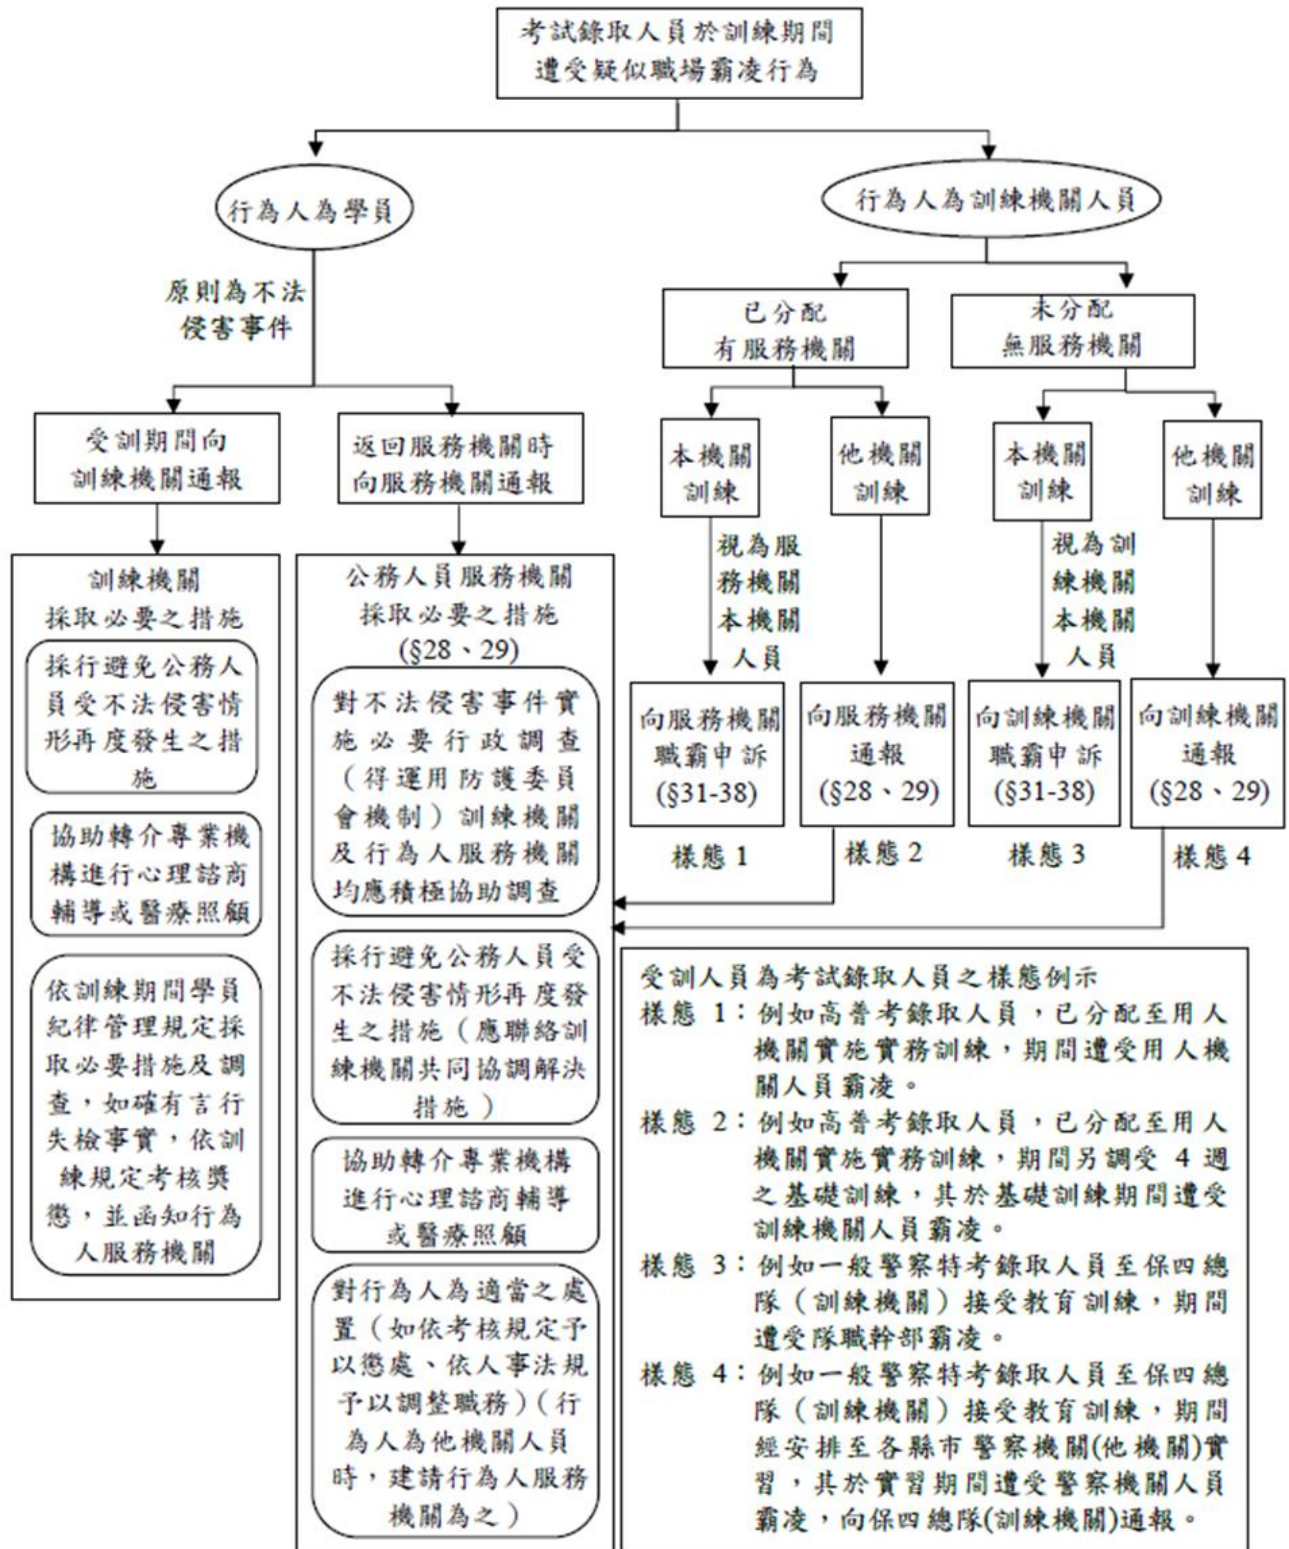 考試錄取人員於訓練期間
遭受疑似職場霸凌行為
行為人為學員
行為人為訓練機關人員
原則為不法
侵害事件
已分配
有服務機關
未分配
無服務機關
受訓期間向
訓練機關通報
返回服務機關時
向服務機關通報
本機關
訓練
他機關
訓練
本機關
訓練
他機關
訓練
視為服
務機關
本機關
人員
視為訓
練機關
本機關
人員
訓練機關
採取必要之措施
採行避免公務人
員受不法侵害情
形再度發生之措
施
協助轉介專業機
構進行心理諮商
輔導或醫療照顧
依訓練期間學員
紀律管理規定採
取必要措施及調
查，如確有言行
失檢事實，依訓
練規定考核獎
懲，並函知行為
人服務機關
公務人員服務機關
採取必要之措施
(§28、29)
對不法侵害事件實
施必要行政調查
（得運用防護委員
會機制）訓練機關
及行為人服務機關
均應積極協助調查
採行避免公務人員受
不法侵害情形再度發
生之措施（應聯絡訓
練機關共同協調解決
措施）
協助轉介專業機構
進行心理諮商輔導
或醫療照顧
對行為人為適當之處
置（如依考核規定予
以懲處、依人事法規
予以調整職務）（行
為人為他機關人員
時，建請行為人服務
機關為之）
向服務機關
職霸申訴
(§31-38)
向服務機關
通報
(§28、29)
向訓練機關
職霸申訴
(§31-38)
向訓練機關
通報
(§28、29)
樣態 1
樣態 2
樣態 3
樣態 4
受訓人員為考試錄取人員之樣態例示
樣態 1：例如高普考錄取人員，已分配至用人
機關實施實務訓練，期間遭受用人機
關人員霸凌。
樣態 2：例如高普考錄取人員，已分配至用人
機關實施實務訓練，期間另調受 4 週
之基礎訓練，其於基礎訓練期間遭受
訓練機關人員霸凌。
樣態 3：例如一般警察特考錄取人員至保四總
隊（訓練機關）接受教育訓練，期間
遭受隊職幹部霸凌。
樣態 4：例如一般警察特考錄取人員至保四總
隊（訓練機關）接受教育訓練，期間
經安排至各縣市警察機關(他機關)實
習，其於實習期間遭受警察機關人員
霸凌，向保四總隊(訓練機關)通報。